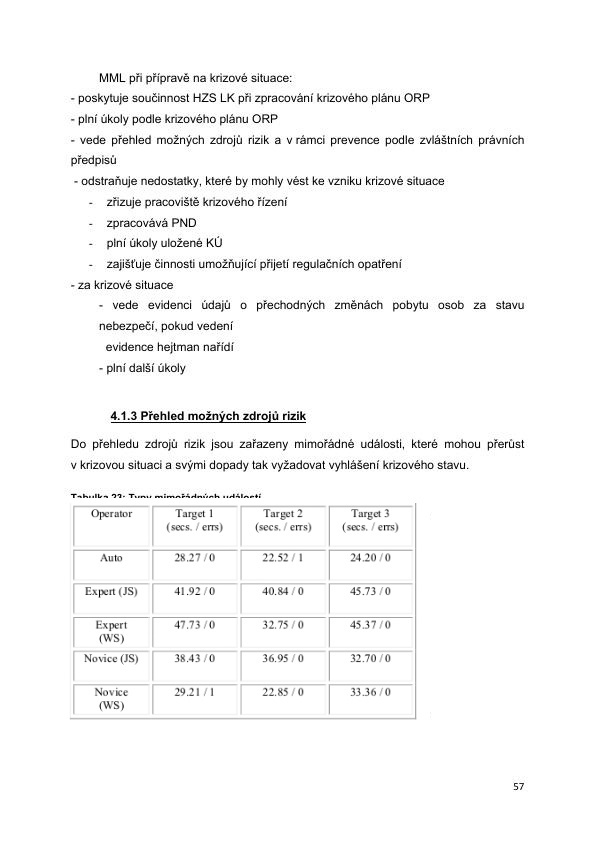 MML při přípravě na krizové situace:
- poskytuje součinnost HZS LK při zpracování krizového plánu ORP
- plní úkoly podle krizového plánu ORP
- vede přehled možných zdrojů rizik a v rámci prevence podle zvláštních právních
předpisů
- odstraňuje nedostatky, které by mohly vést ke vzniku krizové situace
- zřizuje pracoviště krizového řízení
- zpracovává PND
- plní úkoly uložené KÚ
- zajišťuje činnosti umožňující přijetí regulačních opatření
- za krizové situace
- vede evidenci údajů o přechodných změnách pobytu osob za stavu
nebezpečí, pokud vedení
evidence hejtman nařídí
- plní další úkoly
4.1.3 Přehled možných zdrojů rizik
Do přehledu zdrojů rizik jsou zařazeny mimořádné události, které mohou přerůst
v krizovou situaci a svými dopady tak vyžadovat vyhlášení krizového stavu.
Tabulka 23: Typy mimořádných událostí
Operator Target 1 Target 2 Target 3
(secs. / errs) (secs. / errs) (secs. / errs)
Auto 28.27 / 0 22.52 / 1 24.20 / 0
Expert (JS) 41.92 / 0 40.84 / 0 45.73 / 0
Expert 47.73 / 0 32.75 / 0 45.37 / 0
(WS)
Novice (JS) 38.43 / 0 36.95 / 0 32.70 / 0
Novice 29.21 / 1 22.85 / 0 33.36 / 0
(WS)
57